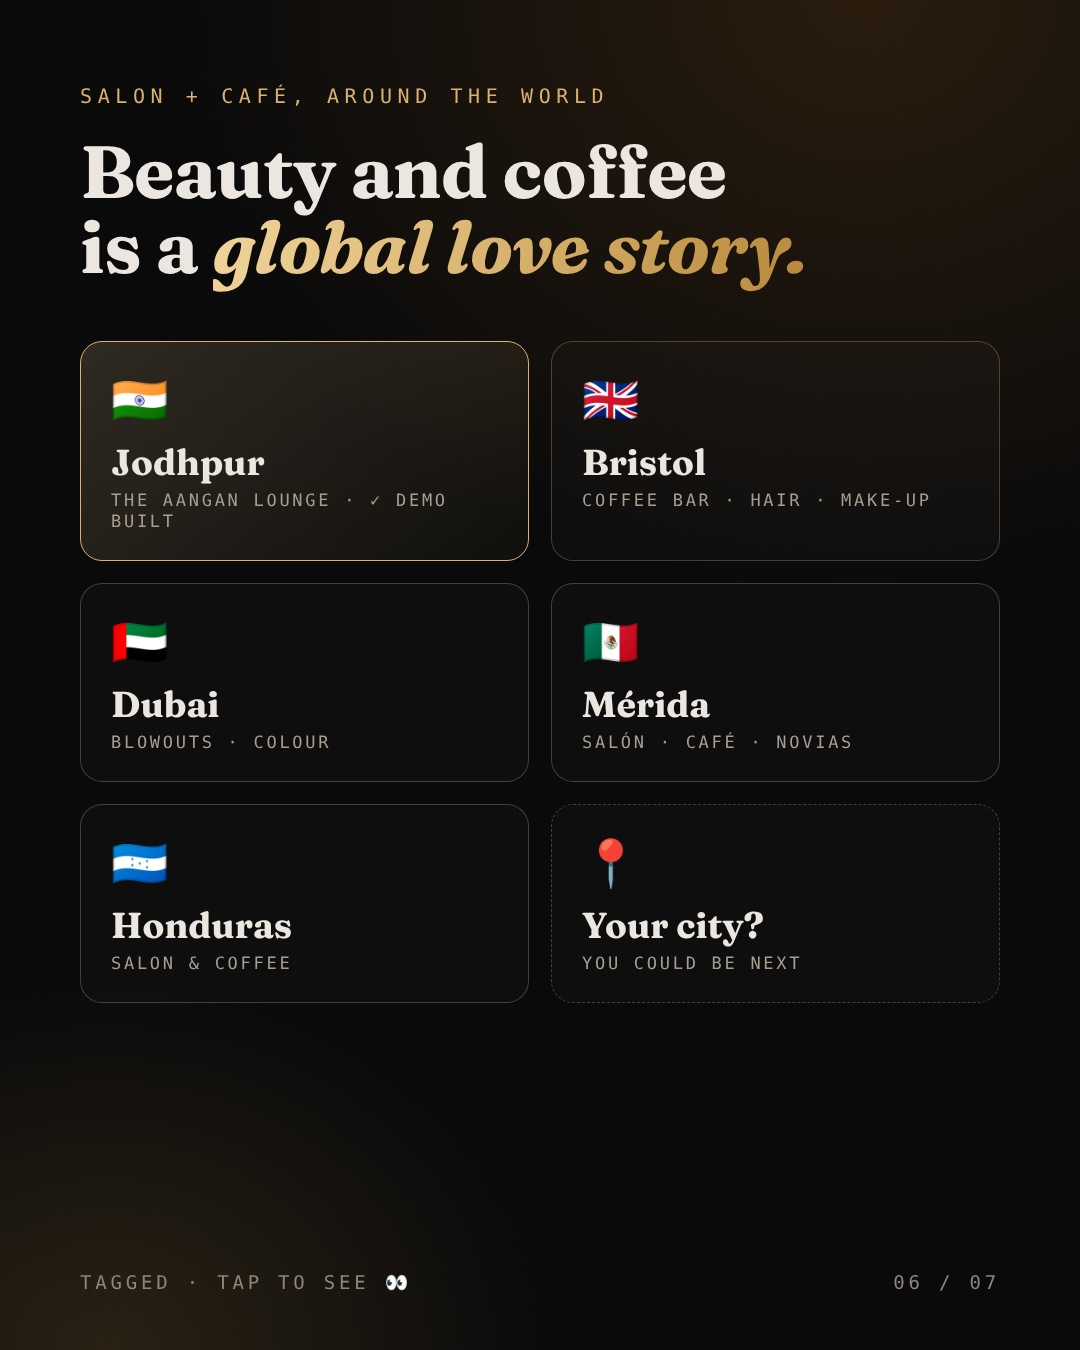 SALON + CAFÉ, AROUND THE WORLD
Beauty and coffee
is a global love story.
Jodhpur
THE AANGAN LOUNGE · ✓ DEMO
BUILT
Bristol
COFFEE BAR · HAIR · MAKE-UP
Dubai
BLOWOUTS · COLOUR
Mérida
SALÓN · CAFÉ · NOVIAS
Honduras
SALON & COFFEE
Your city?
YOU COULD BE NEXT
TAGGED · TAP TO SEE 👀
06 / 07